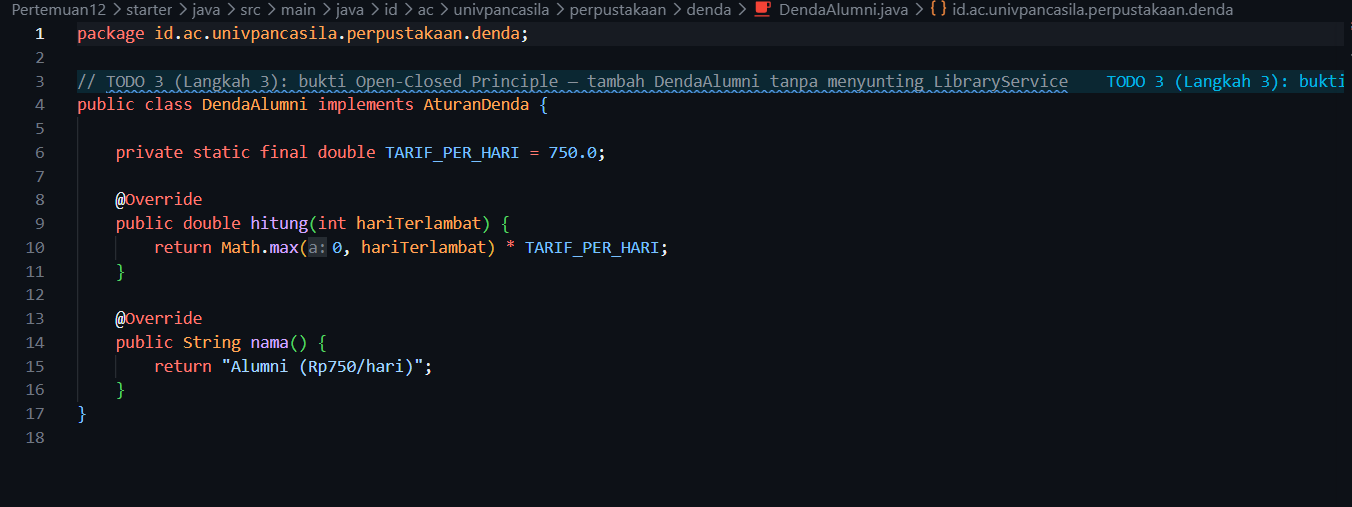 Pertemuan12 > starter > java > src > main > java > id > ac > univpancasila > perpustakaan > denda > DendaAlumni.java > {} id.ac.univpancasila.perpustakaan.denda
1 package id.ac.univpancasila.perpustakaan.denda;
2
3 // TODO 3 (Langkah 3): bukti Open-Closed Principle — tambah DendaAlumni tanpa menyunting LibraryService TODO 3 (Langkah 3): bukti
4 public class DendaAlumni implements AturanDenda {
5
6 private static final double TARIF_PER_HARI = 750.0;
7
8 @Override
9 public double hitung(int hariTerlambat) {
10 return Math.max(a: 0, hariTerlambat) * TARIF_PER_HARI;
11 }
12
13 @Override
14 public String nama() {
15 return "Alumni (Rp750/hari)";
16 }
17 }
18